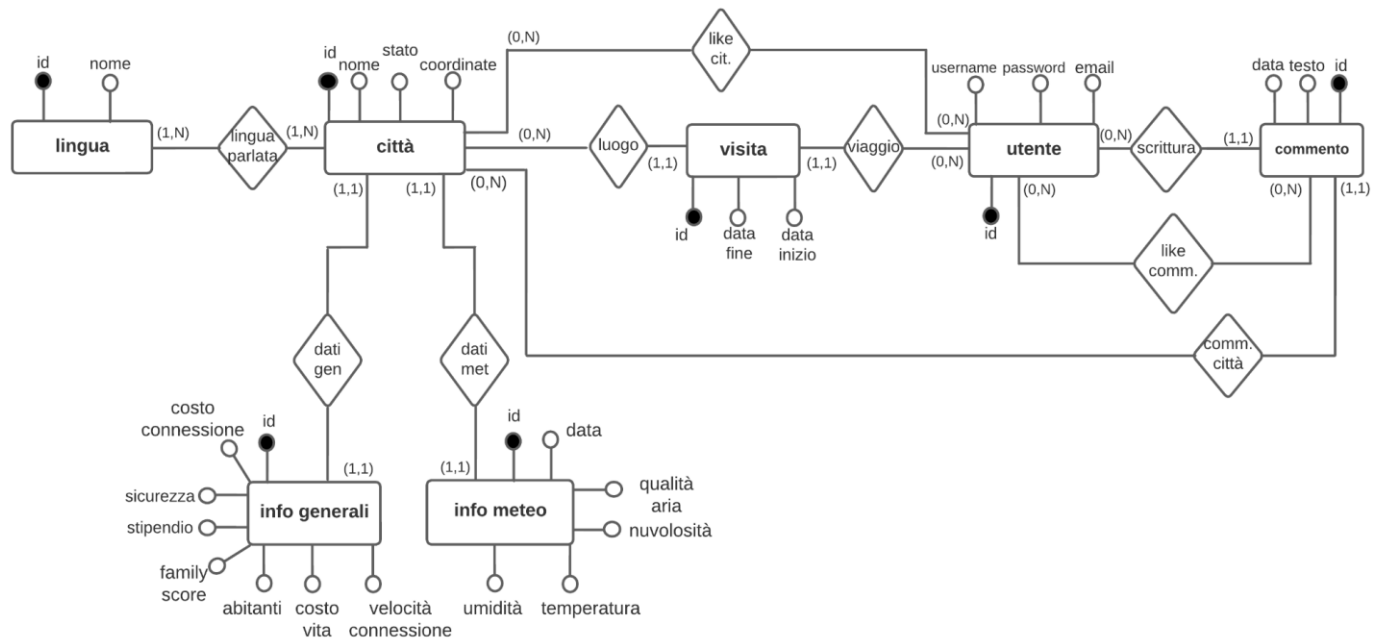 id
nome
lingua
(1,N)
lingua
parlata
(1,N)
id
nome
stato
coordinate
città
(0,N)
like
cit.
(0,N)
luogo
(1,1)
visita
(1,1)
viaggio
(0,N)
(0,N)
id
data
fine
data
inizio
username
password
email
utente
id
(0,N)
scrittura
(1,1)
data
testo
id
commento
(0,N)
like
comm.
(0,N)
(1,1)
comm.
città
(0,N)
(1,1)
(1,1)
dati
gen
dati
met
(1,1)
(1,1)
costo
connessione
id
sicurezza
stipendio
family
score
abitanti
costo
vita
velocità
connessione
info generali
id
data
qualità
aria
nuvolosità
info meteo
umidità
temperatura